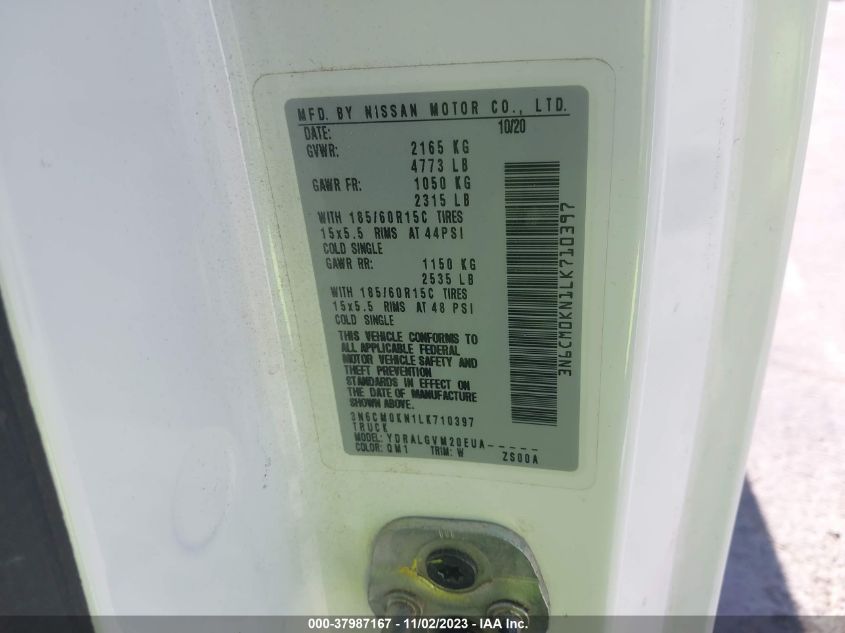 MFD. BY NISSAN MOTOR CO., LTD.
DATE: 10/20
GVWR: 2165 KG
4773 LB
GAWR FR: 1050 KG
2315 LB
WITH 185/60R15C TIRES
15x5.5 RIMS AT 44PSI
COLD SINGLE
GAWR RR: 1150 KG
2535 LB
WITH 185/60R15C TIRES
15x5.5 RIMS AT 48 PSI
COLD SINGLE
THIS VEHICLE CONFORMS TO
ALL APPLICABLE FEDERAL
MOTOR VEHICLE SAFETY AND
THEFT PREVENTION
STANDARDS IN EFFECT ON
THE DATE OF MANUFACTURE
SHOWN ABOVE
3N6CM0KN1LK710397
TRUCK
MODEL: YDRALGVM20EUA-----
COLOR: QM1 TRIM: W ZS00A
3N6CM0KN1LK710397
000-37987167 - 11/02/2023 - IAA Inc.